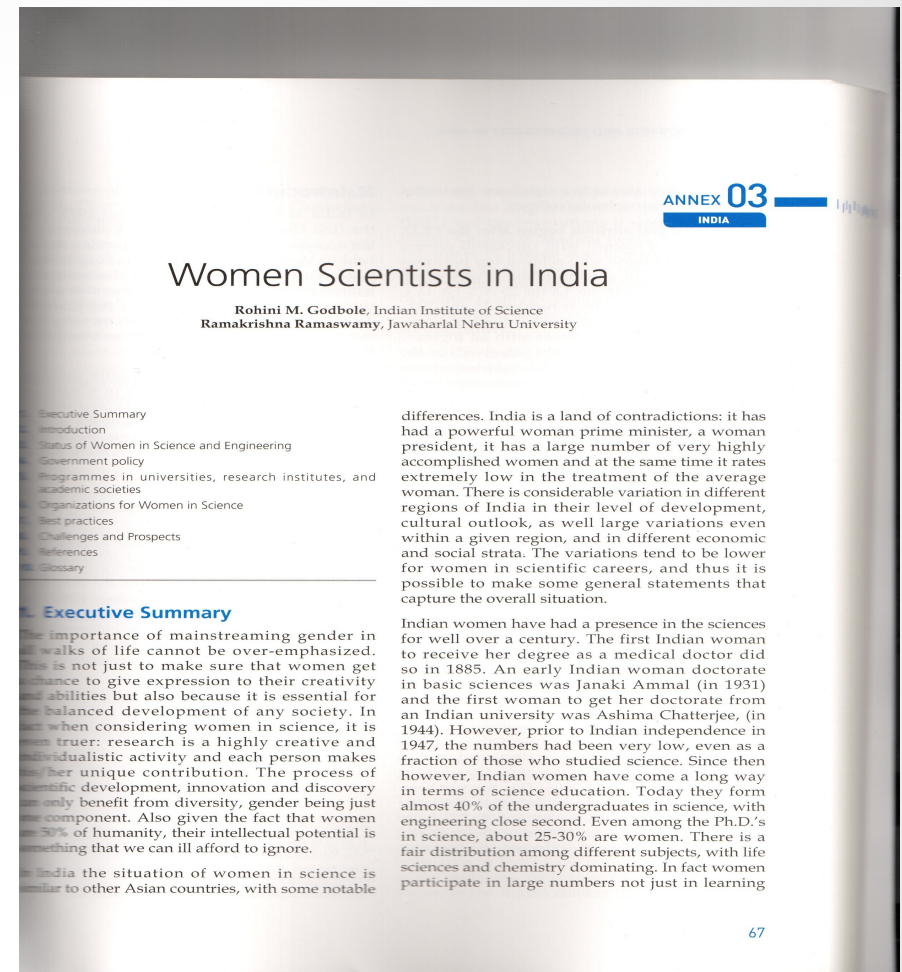 ANNEX 03
INDIA
Women Scientists in India
Rohini M. Godbole, Indian Institute of Science
Ramakrishna Ramaswamy, Jawaharlal Nehru University
Executive Summary
Introduction
Status of Women in Science and Engineering
Government policy
Programmes in universities, research institutes, and
academic societies
Organizations for Women in Science
Best practices
Challenges and Prospects
References
Glossary
1. Executive Summary
The importance of mainstreaming gender in
all walks of life cannot be over-emphasized.
This is not just to make sure that women get
a chance to give expression to their creativity
and abilities but also because it is essential for
the balanced development of any society. In
fact when considering women in science, it is
even truer: research is a highly creative and
individualistic activity and each person makes
his/her unique contribution. The process of
scientific development, innovation and discovery
can only benefit from diversity, gender being just
one component. Also given the fact that women
are 50% of humanity, their intellectual potential is
something that we can ill afford to ignore.
In India the situation of women in science is
similar to other Asian countries, with some notable
differences. India is a land of contradictions: it has
had a powerful woman prime minister, a woman
president, it has a large number of very highly
accomplished women and at the same time it rates
extremely low in the treatment of the average
woman. There is considerable variation in different
regions of India in their level of development,
cultural outlook, as well large variations even
within a given region, and in different economic
and social strata. The variations tend to be lower
for women in scientific careers, and thus it is
possible to make some general statements that
capture the overall situation.
Indian women have had a presence in the sciences
for well over a century. The first Indian woman
to receive her degree as a medical doctor did
so in 1885. An early Indian woman doctorate
in basic sciences was Janaki Ammal (in 1931)
and the first woman to get her doctorate from
an Indian university was Ashima Chatterjee, (in
1944). However, prior to Indian independence in
1947, the numbers had been very low, even as a
fraction of those who studied science. Since then
however, Indian women have come a long way
in terms of science education. Today they form
almost 40% of the undergraduates in science, with
engineering close second. Even among the Ph.D.'s
in science, about 25-30% are women. There is a
fair distribution among different subjects, with life
sciences and chemistry dominating. In fact women
participate in large numbers not just in learning
67